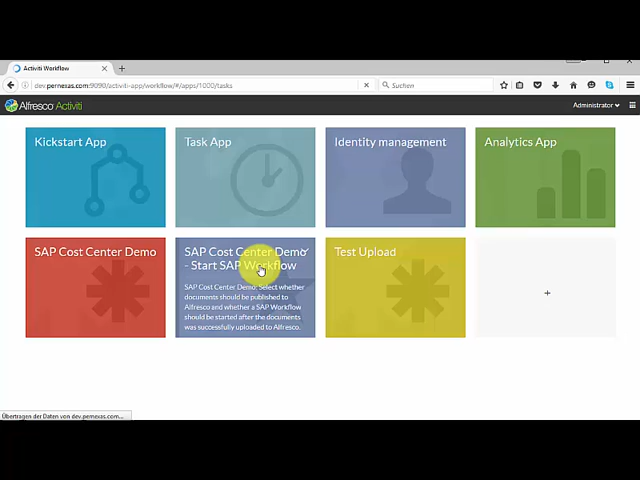 Activiti Workflow
dev.pernexas.com:9090/activiti-app/workflow/#/apps/1000/tasks
Suchen
Alfresco Activiti
Administrator
Kickstart App
Task App
Identity management
Analytics App
SAP Cost Center Demo
SAP Cost Center Demo
- Start SAP Workflow
SAP Cost Center Demo: Select whether
documents should be published to
Alfresco and whether a SAP Workflow
should be started after the documents
was successfully uploaded to Alfresco.
Test Upload
Übertragen der Daten von dev.pernexas.com...